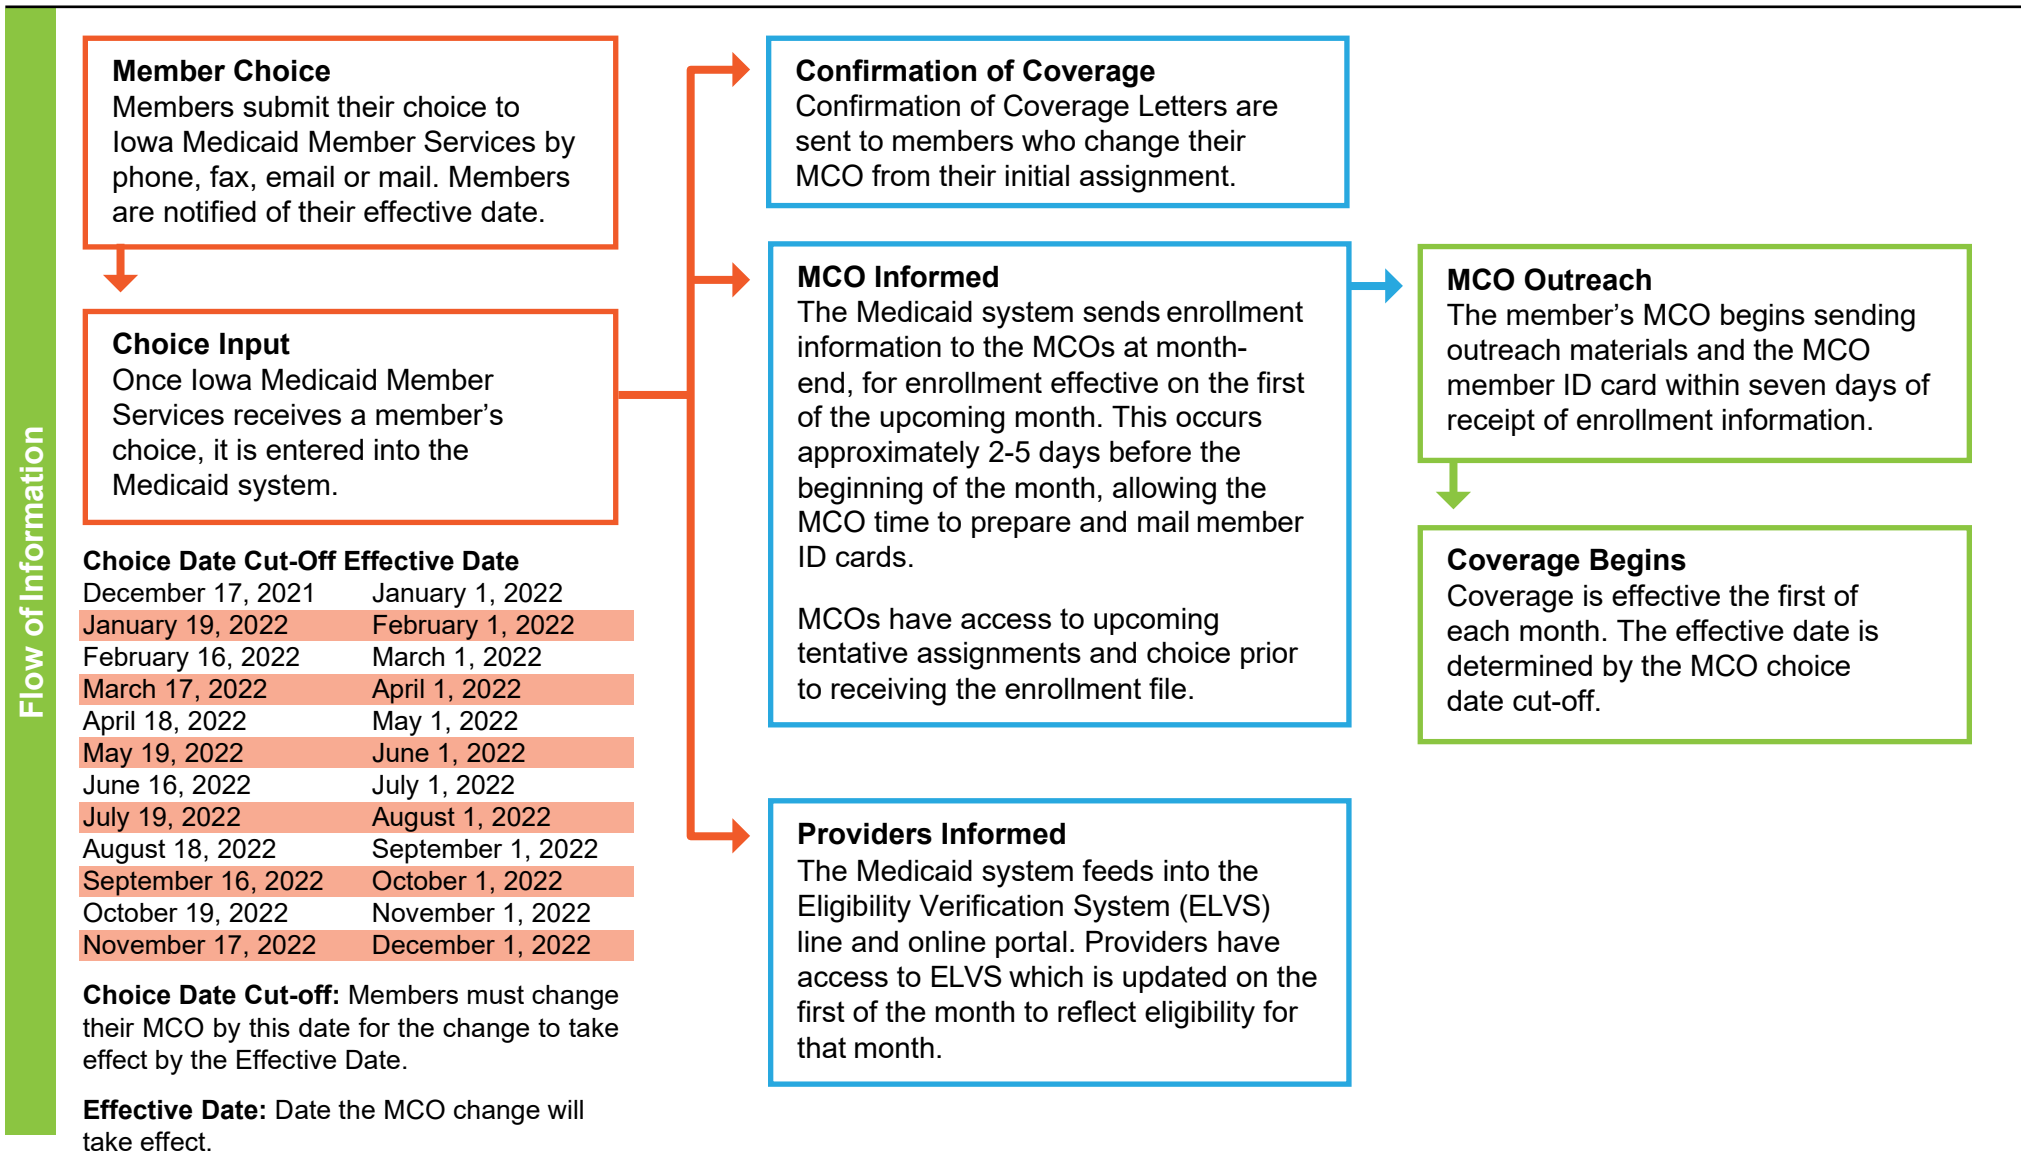 Flow of Information
Member Choice
Members submit their choice to
Iowa Medicaid Member Services by
phone, fax, email or mail. Members
are notified of their effective date.
Choice Input
Once Iowa Medicaid Member
Services receives a member's
choice, it is entered into the
Medicaid system.
Choice Date Cut-Off Effective Date
December 17, 2021 January 1, 2022
January 19, 2022 February 1, 2022
February 16, 2022 March 1, 2022
March 17, 2022 April 1, 2022
April 18, 2022 May 1, 2022
May 19, 2022 June 1, 2022
June 16, 2022 July 1, 2022
July 19, 2022 August 1, 2022
August 18, 2022 September 1, 2022
September 16, 2022 October 1, 2022
October 19, 2022 November 1, 2022
November 17, 2022 December 1, 2022
Choice Date Cut-off: Members must change
their MCO by this date for the change to take
effect by the Effective Date.
Effective Date: Date the MCO change will
take effect.
Confirmation of Coverage
Confirmation of Coverage Letters are
sent to members who change their
MCO from their initial assignment.
MCO Informed
The Medicaid system sends enrollment
information to the MCOs at month-
end, for enrollment effective on the first
of the upcoming month. This occurs
approximately 2-5 days before the
beginning of the month, allowing the
MCO time to prepare and mail member
ID cards.
MCOs have access to upcoming
tentative assignments and choice prior
to receiving the enrollment file.
Providers Informed
The Medicaid system feeds into the
Eligibility Verification System (ELVS)
line and online portal. Providers have
access to ELVS which is updated on the
first of the month to reflect eligibility for
that month.
MCO Outreach
The member's MCO begins sending
outreach materials and the MCO
member ID card within seven days of
receipt of enrollment information.
Coverage Begins
Coverage is effective the first of
each month. The effective date is
determined by the MCO choice
date cut-off.